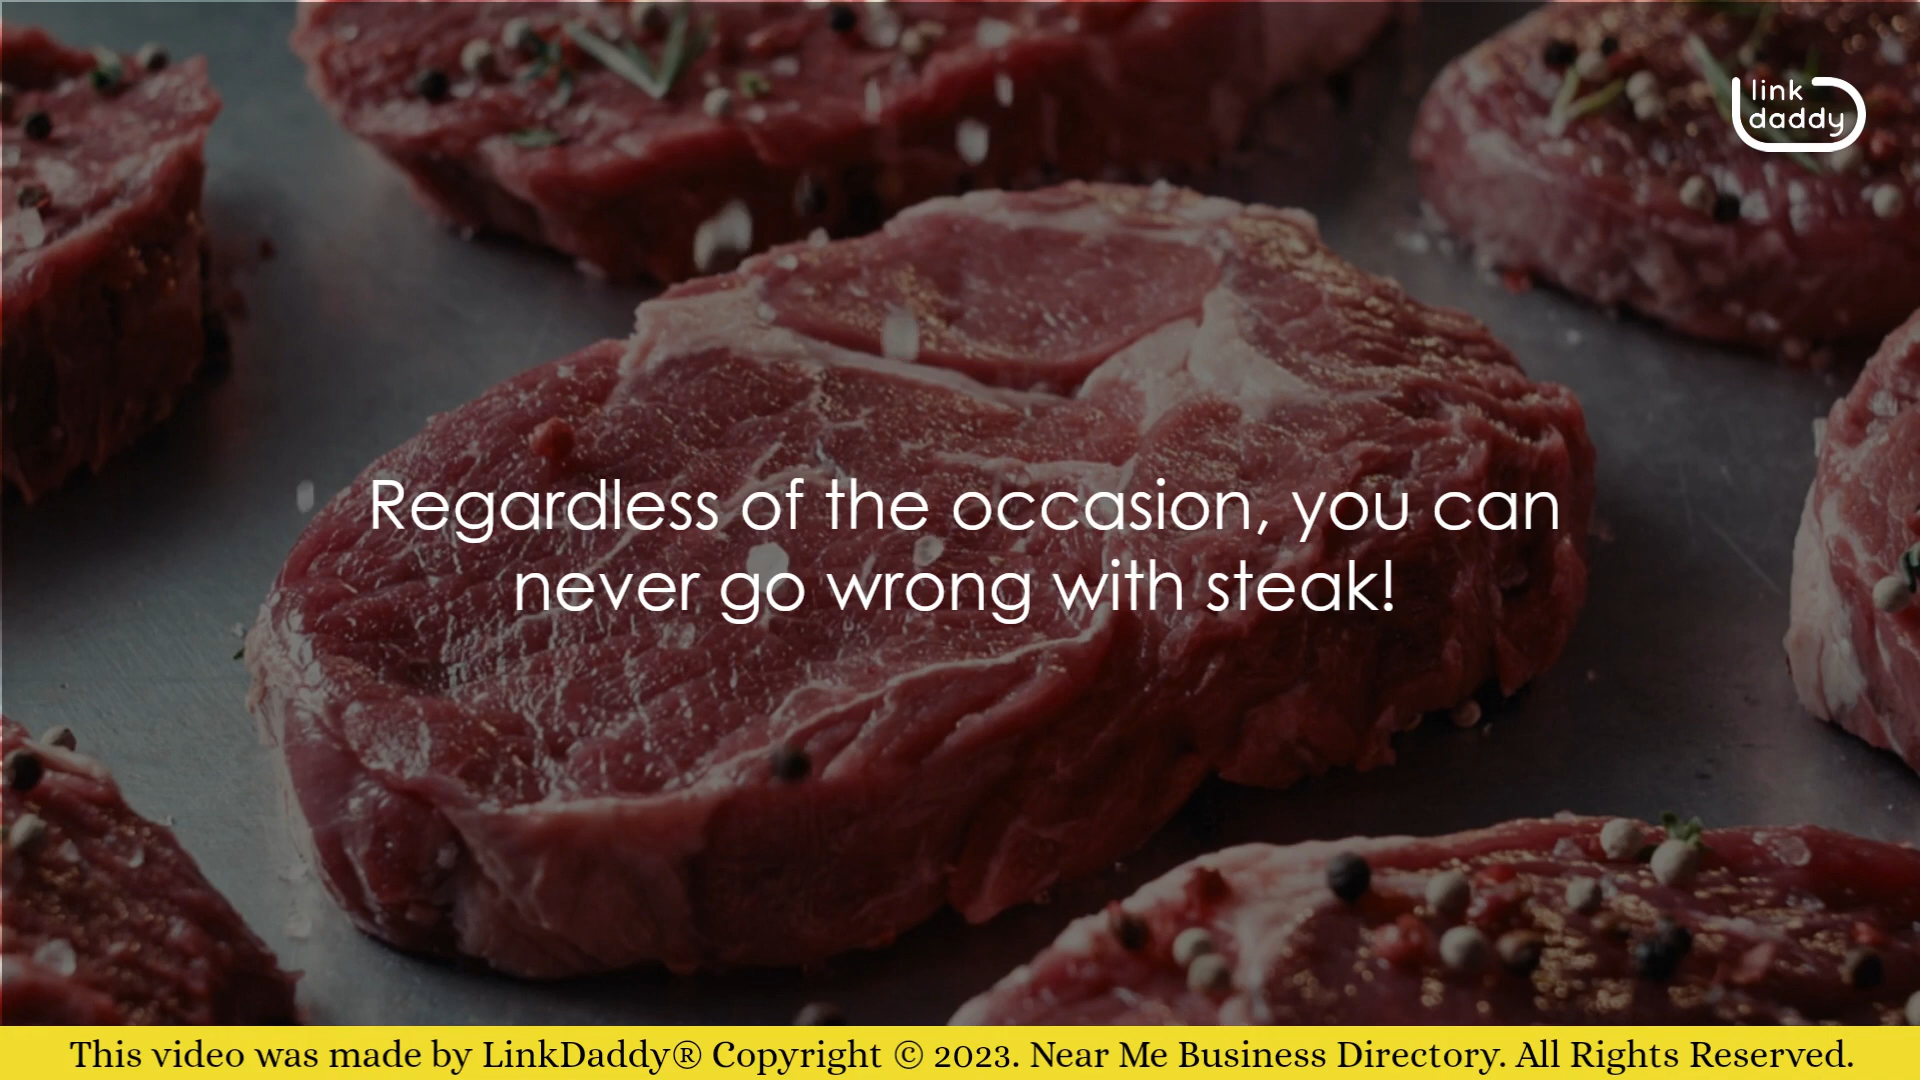 link
daddy
Regardless of the occasion, you can
never go wrong with steak!
This video was made by LinkDaddy® Copyright © 2023. Near Me Business Directory. All Rights Reserved.